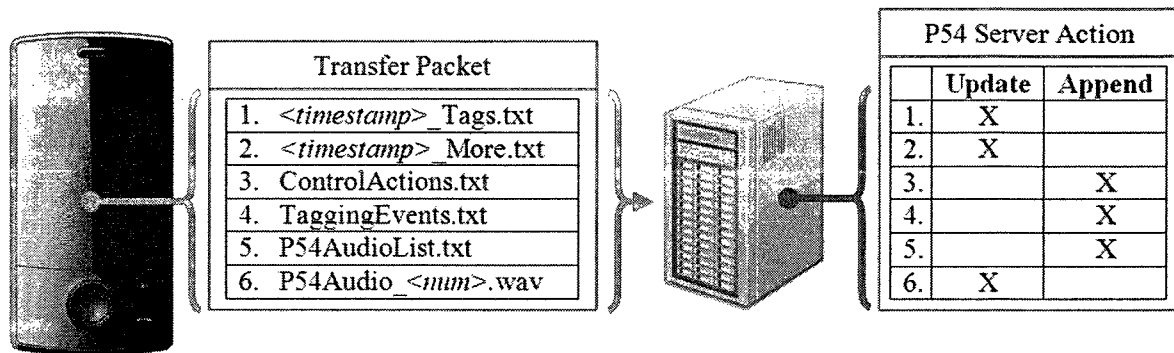 Transfer Packet
1. <timestamp>_Tags.txt
2. <timestamp>_More.txt
3. ControlActions.txt
4. TaggingEvents.txt
5. P54AudioList.txt
6. P54Audio_<num>.wav
P54 Server Action
Update Append
1. X
2. X
3. X
4. X
5. X
6. X